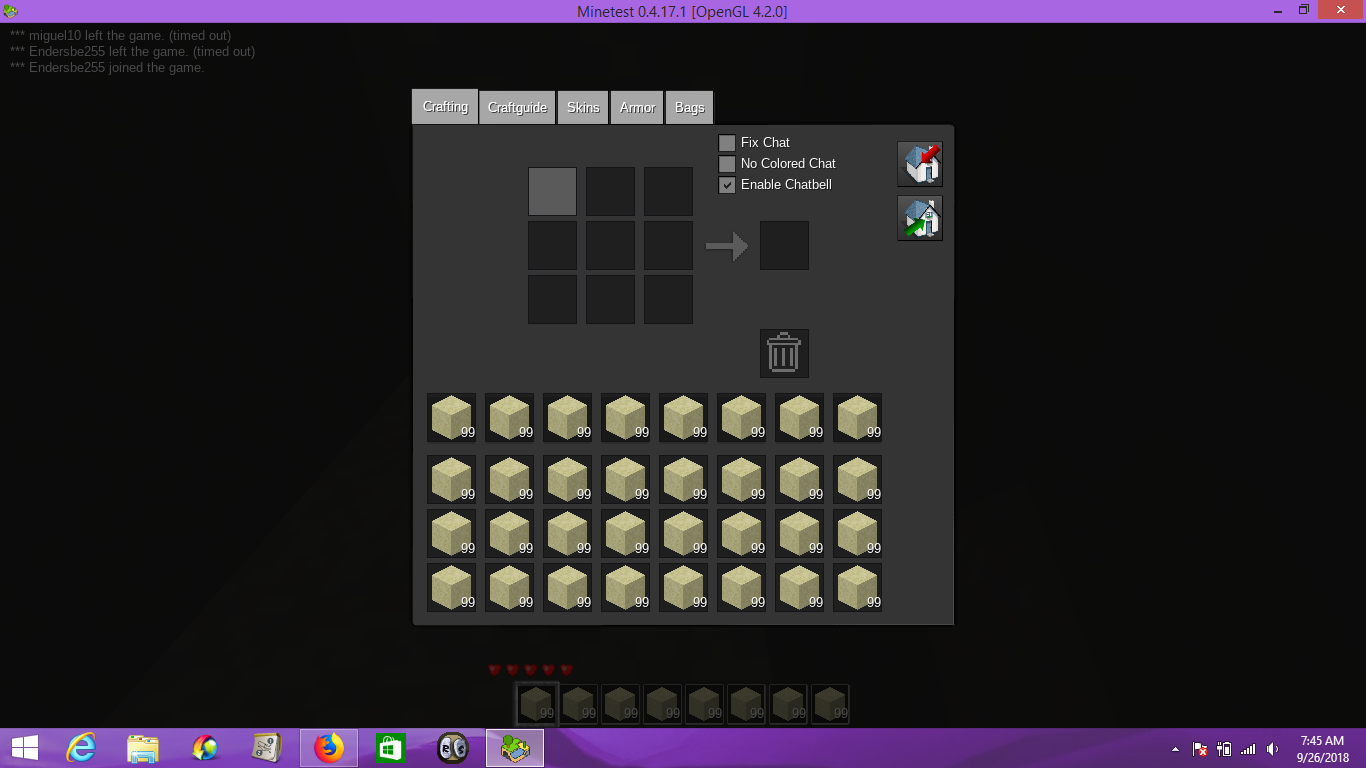 Minetest 0.4.17.1 [OpenGL 4.2.0]
*** miguel10 left the game. (timed out)
*** Endersbe255 left the game. (timed out)
*** Endersbe255 joined the game.
Crafting Craftguide Skins Armor Bags
Fix Chat
No Colored Chat
Enable Chatbell
99 99 99 99 99 99 99 99
99 99 99 99 99 99 99 99
99 99 99 99 99 99 99 99
99 99 99 99 99 99 99 99
99 99 99 99 99 99 99 99
7:45 AM
9/26/2018